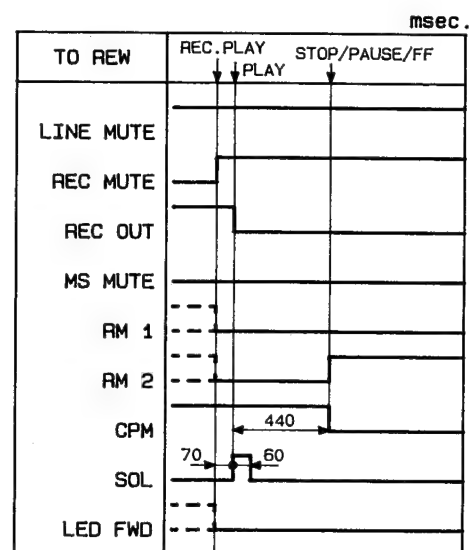 msec.
TO REW
REC.PLAY
STOP/PAUSE/FF
PLAY
LINE MUTE
REC MUTE
REC OUT
MS MUTE
RM 1
RM 2
CPM
440
70
60
SOL
LED FWD